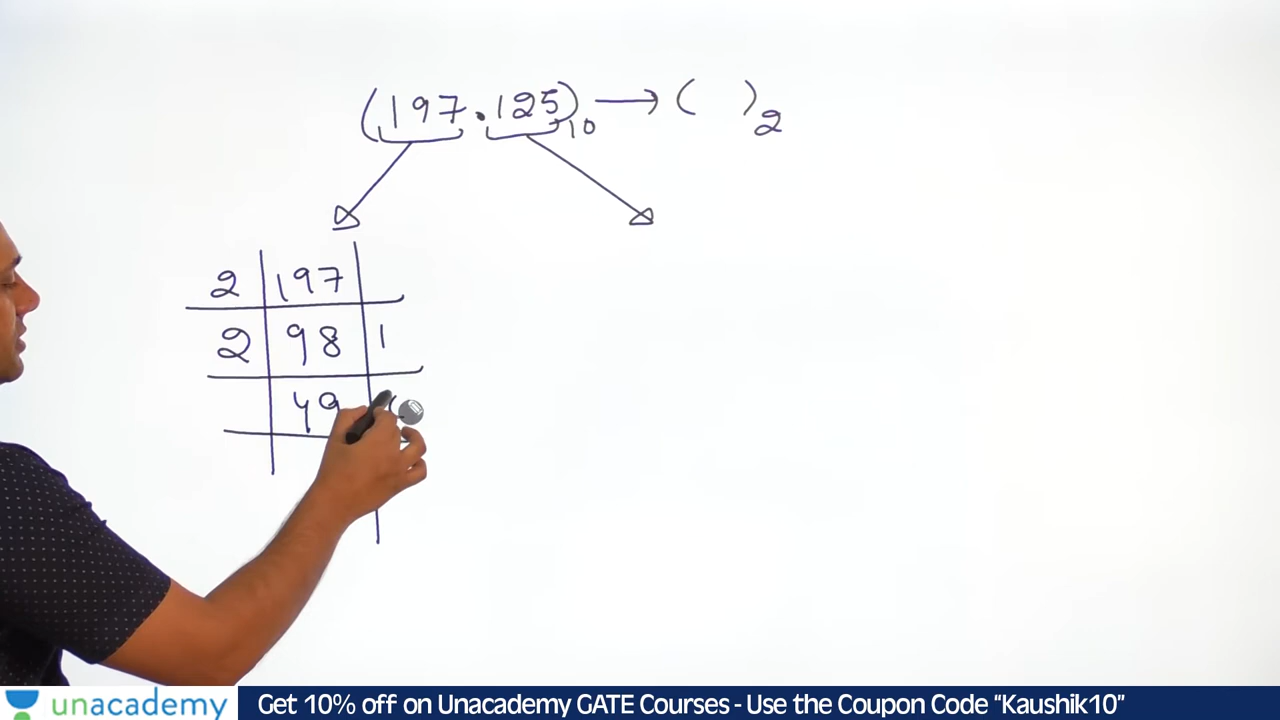 (197.125)10 → ( )2
2 197
2 98 1
49
unacademy
Get 10% off on Unacademy GATE Courses - Use the Coupon Code “Kaushik10”